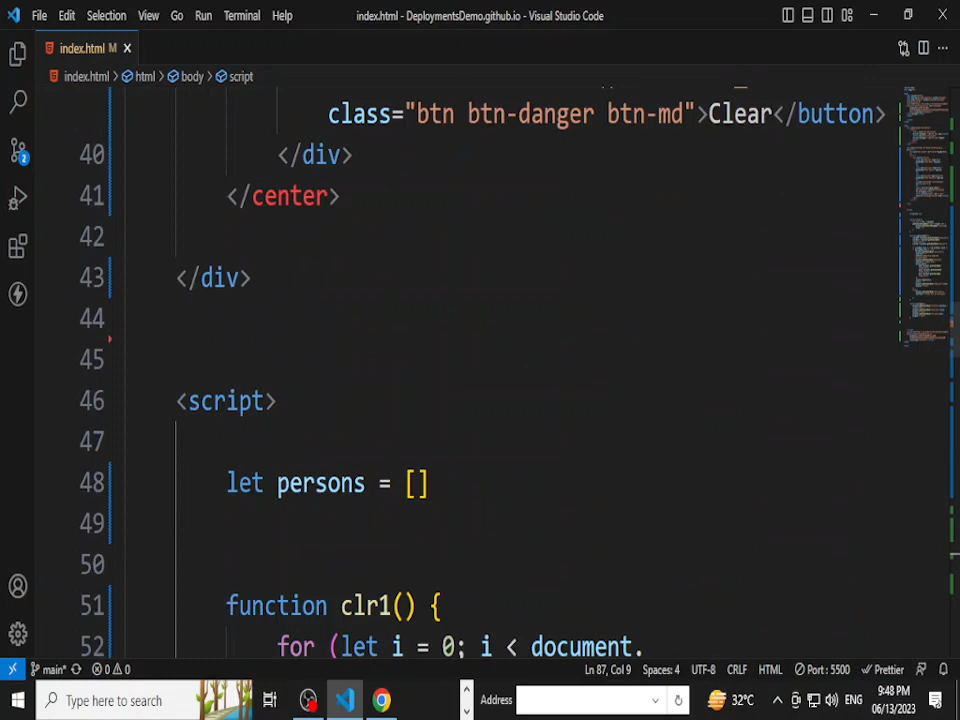 File Edit Selection View Go Run Terminal Help index.html - DeploymentsDemo.github.io - Visual Studio Code
index.html M
index.html > html > body > script
class="btn btn-danger btn-md">Clear</button>
40 </div>
41 </center>
42
43 </div>
44
45
46 <script>
47
48 let persons = []
49
50
51 function clr1() {
52 for (let i = 0; i < document.
2
main* 0 0 Ln 87, Col 9 Spaces: 4 UTF-8 CRLF HTML Port : 5500 Prettier
Type here to search Address 32°C ENG 9:48 PM
06/13/2023